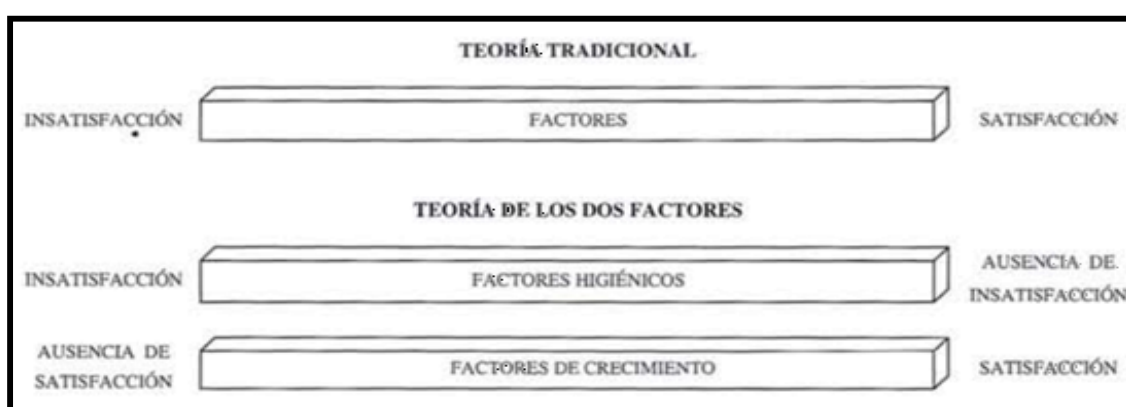 TEORÍA TRADICIONAL
INSATISFACCIÓN
FACTORES
SATISFACCIÓN
TEORÍA DE LOS DOS FACTORES
INSATISFACCIÓN
FACTORES HIGIÉNICOS
AUSENCIA DE
INSATISFACCIÓN
AUSENCIA DE
SATISFACCIÓN
FACTORES DE CRECIMIENTO
SATISFACCIÓN